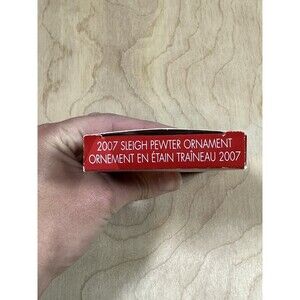 2007 SLEIGH PEWTER ORNAMENT
ORNEMENT EN ÉTAIN TRAÎNEAU 2007